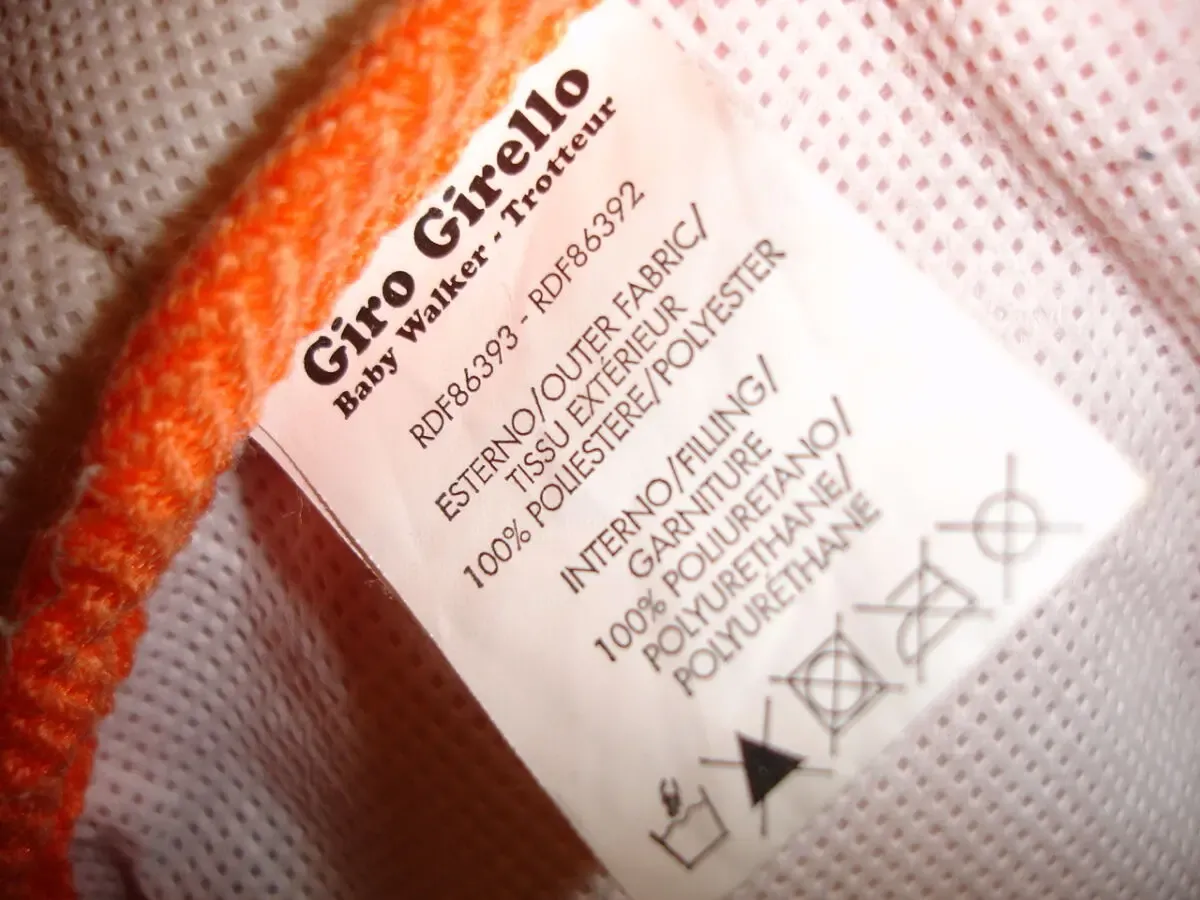 Giro Girello
Baby Walker - Trotteur
RDF86393 - RDF86392
ESTERNO/OUTER FABRIC/
TISSU EXTÉRIEUR
100% POLIESTERE/POLYESTER
INTERNO/FILLING/
GARNITURE
100% POLIURETANO/
POLYURETHANE/
POLYURÉTHANE